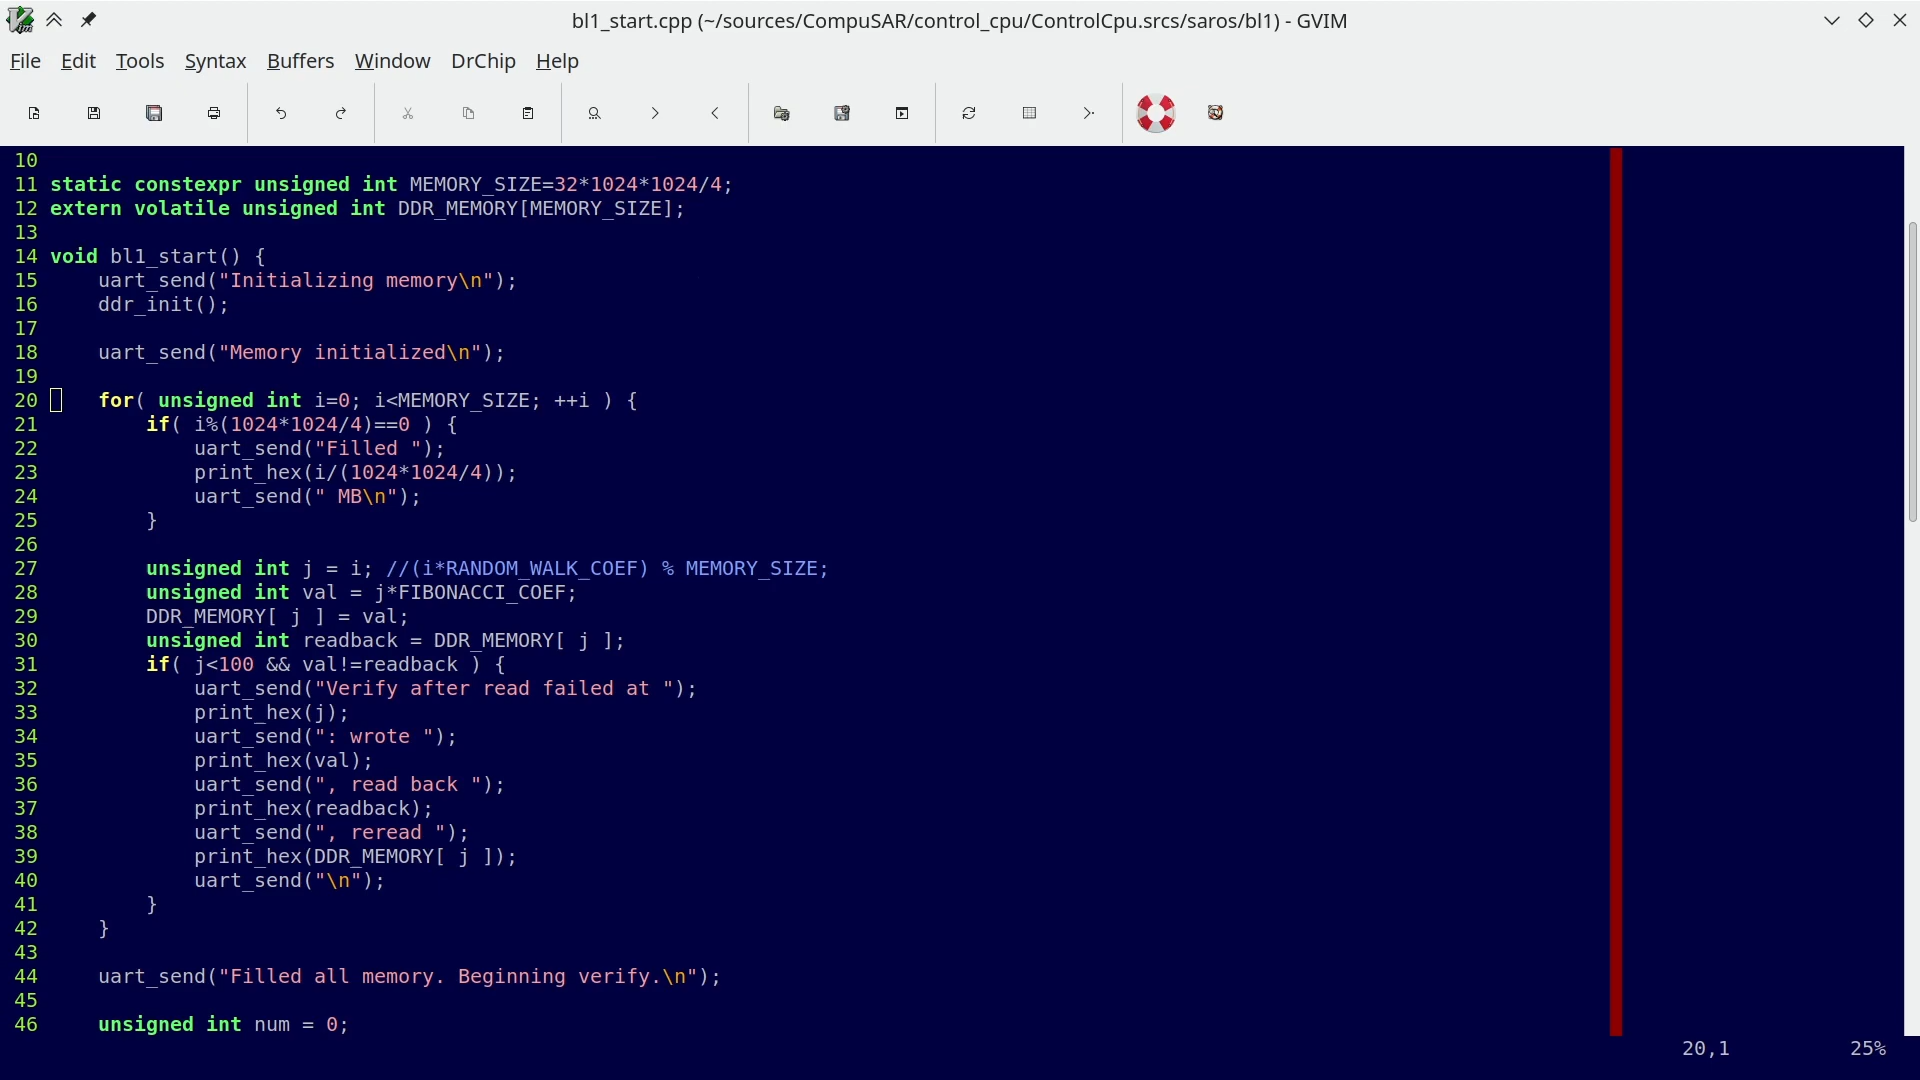 bl1_start.cpp (~/sources/CompuSAR/control_cpu/ControlCpu.srcs/saros/bl1) - GVIM
File Edit Tools Syntax Buffers Window DrChip Help
10
11 static constexpr unsigned int MEMORY_SIZE=32*1024*1024/4;
12 extern volatile unsigned int DDR_MEMORY[MEMORY_SIZE];
13
14 void bl1_start() {
15     uart_send("Initializing memory\n");
16     ddr_init();
17
18     uart_send("Memory initialized\n");
19
20     for( unsigned int i=0; i<MEMORY_SIZE; ++i ) {
21         if( i%(1024*1024/4)==0 ) {
22             uart_send("Filled ");
23             print_hex(i/(1024*1024/4));
24             uart_send(" MB\n");
25         }
26
27         unsigned int j = i; //(i*RANDOM_WALK_COEF) % MEMORY_SIZE;
28         unsigned int val = j*FIBONACCI_COEF;
29         DDR_MEMORY[ j ] = val;
30         unsigned int readback = DDR_MEMORY[ j ];
31         if( j<100 && val!=readback ) {
32             uart_send("Verify after read failed at ");
33             print_hex(j);
34             uart_send(": wrote ");
35             print_hex(val);
36             uart_send(", read back ");
37             print_hex(readback);
38             uart_send(", reread ");
39             print_hex(DDR_MEMORY[ j ]);
40             uart_send("\n");
41         }
42     }
43
44     uart_send("Filled all memory. Beginning verify.\n");
45
46     unsigned int num = 0;
20,1 25%